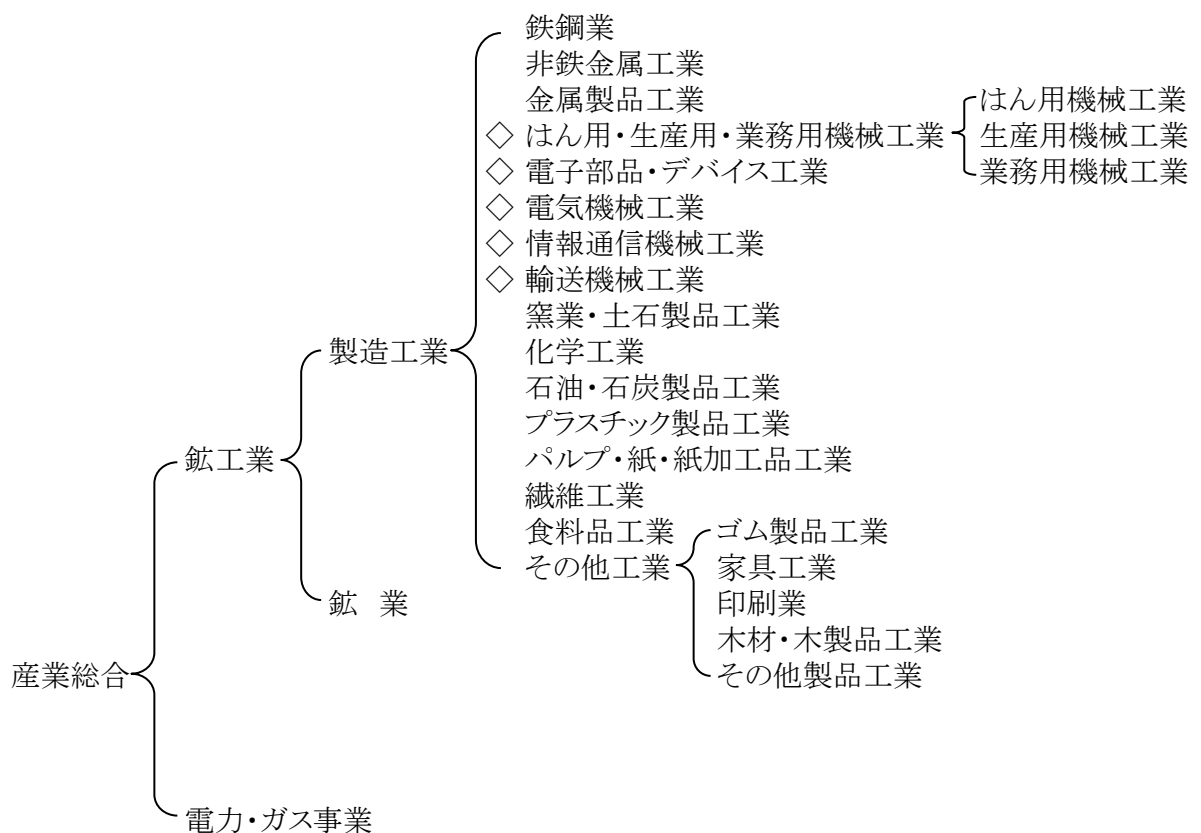 鉄鋼業
非鉄金属工業
金属製品工業
はん用機械工業
◇ はん用・生産用・業務用機械工業
生産用機械工業
◇ 電子部品・デバイス工業
業務用機械工業
◇ 電気機械工業
◇ 情報通信機械工業
◇ 輸送機械工業
窯業・土石製品工業
製造工業
化学工業
石油・石炭製品工業
プラスチック製品工業
鉱工業
パルプ・紙・紙加工品工業
繊維工業
食料品工業
ゴム製品工業
その他工業
家具工業
鉱 業
印刷業
木材・木製品工業
産業総合
その他製品工業
電力・ガス事業